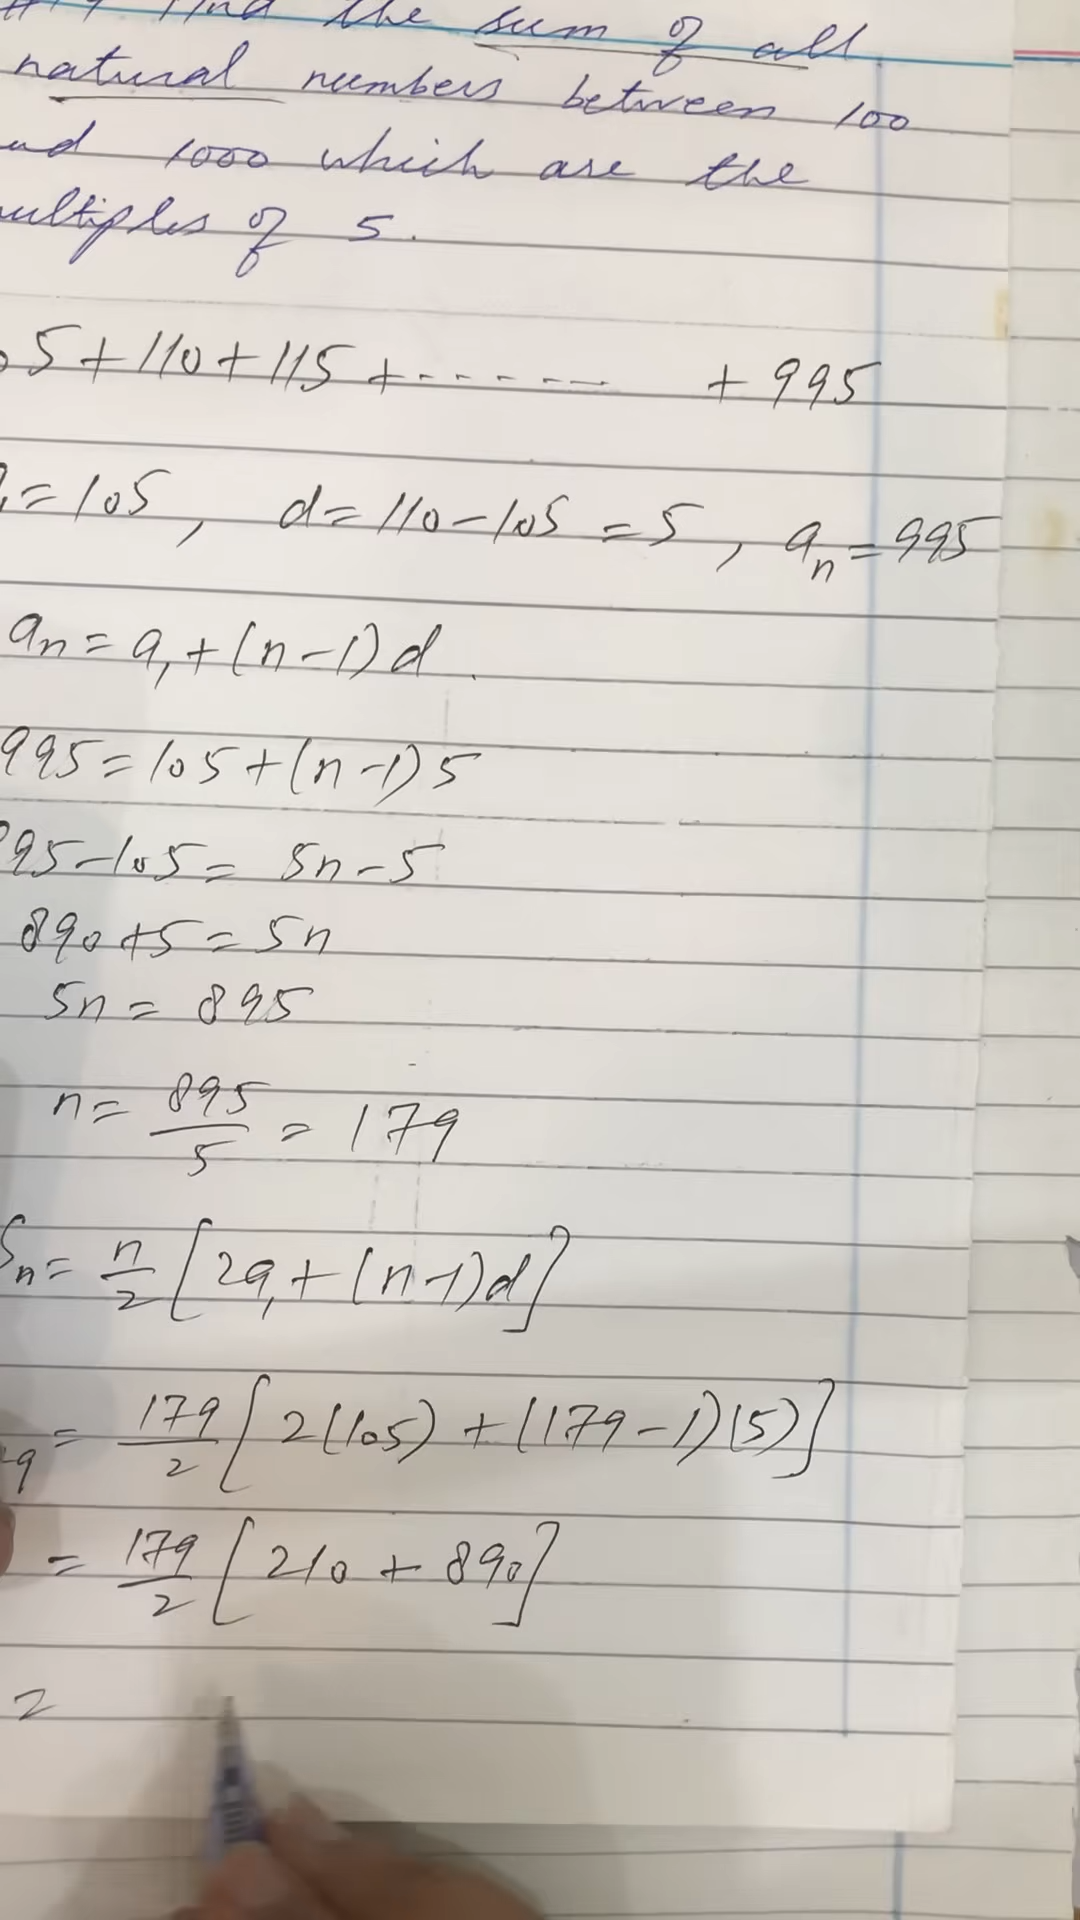 find the sum of all
natural numbers between 100
and 1000 which are the
multiples of 5.
05+110+115+------- +995
a₁=105, d=110-105=5, aₙ=995
aₙ=a₁+(n-1)d
995=105+(n-1)5
995-105=5n-5
890+5=5n
5n=895
n=895/5=179
Sₙ=n/2[2a₁+(n-1)d]
79=179/2[2(105)+(179-1)(5)]
=179/2[210+890]
=